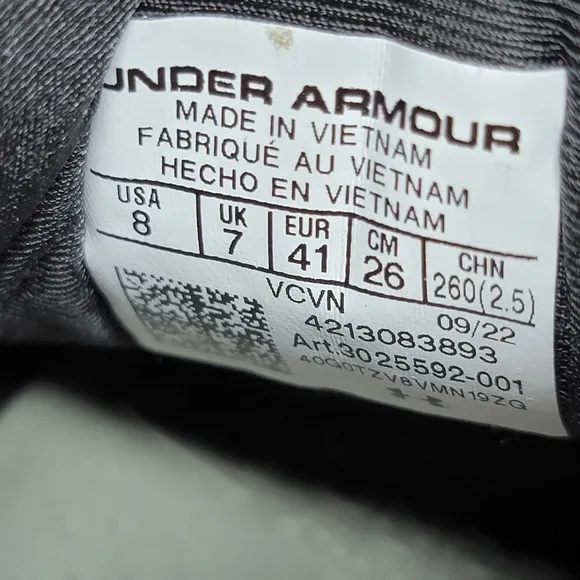 UNDER ARMOUR
MADE IN VIETNAM
FABRIQUÉ AU VIETNAM
HECHO EN VIETNAM
USA UK EUR CM CHN
8 7 41 26 260(2.5)
VCVN 09/22
4213083893
Art.3025592-001
40G0TZV8VMN19ZG